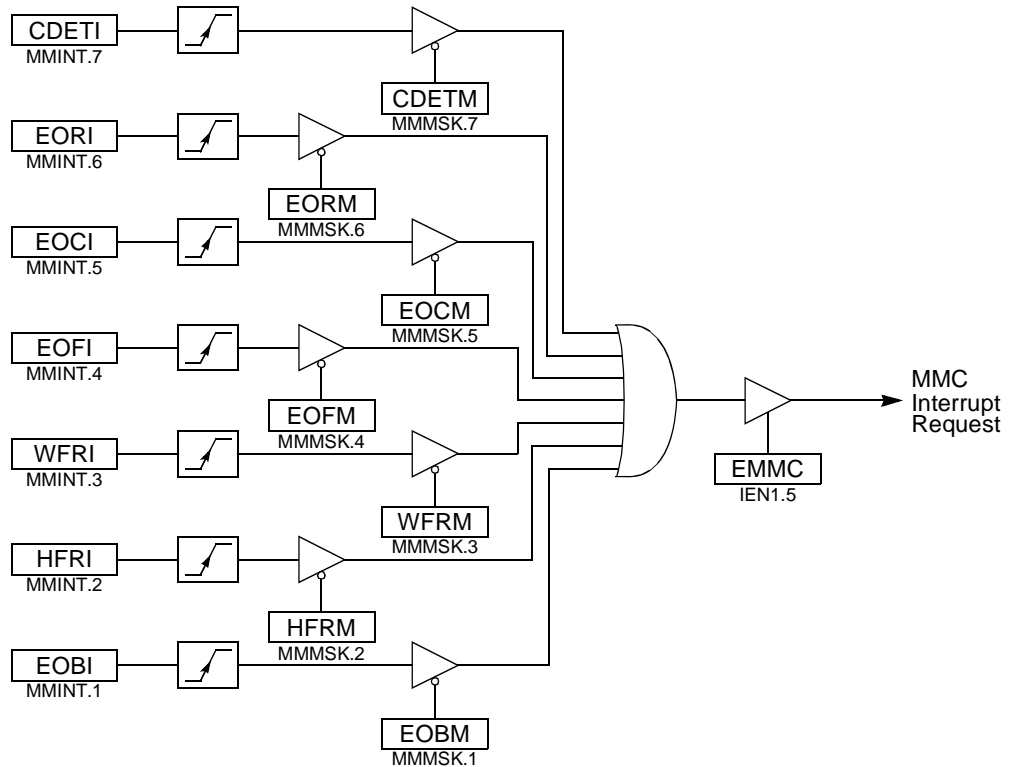 CDETI
MMINT.7
CDETM
MMMSK.7
EORI
MMINT.6
EORM
MMMSK.6
EOCI
MMINT.5
EOCM
MMMSK.5
EOFI
MMINT.4
EOFM
MMMSK.4
WFRI
MMINT.3
WFRM
MMMSK.3
HFRI
MMINT.2
HFRM
MMMSK.2
EOBI
MMINT.1
EOBM
MMMSK.1
EMMC
IEN1.5
MMC
Interrupt
Request